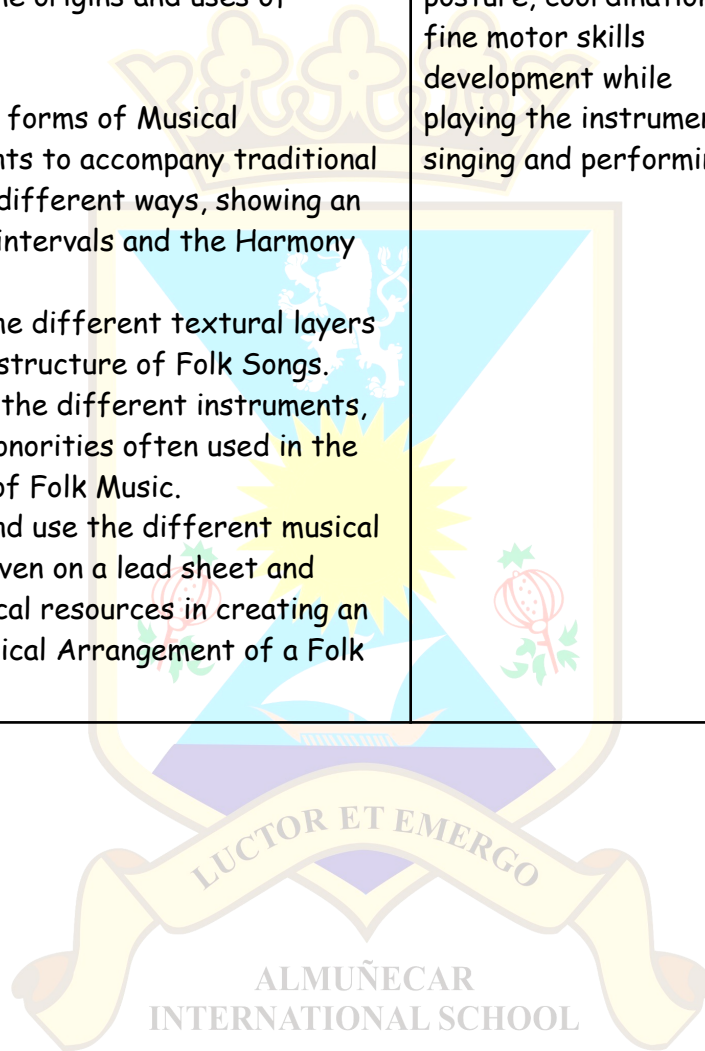 he origins and uses of
forms of Musical
nts to accompany traditional
different ways, showing an
intervals and the Harmony
he different textural layers
structure of Folk Songs.
the different instruments,
onorities often used in the
of Folk Music.
nd use the different musical
ven on a lead sheet and
cal resources in creating an
ical Arrangement of a Folk
posture, coordination
fine motor skills
development while
playing the instrumen
singing and performin
LUCTOR ET EMERGO
ALMUÑECAR
INTERNATIONAL SCHOOL